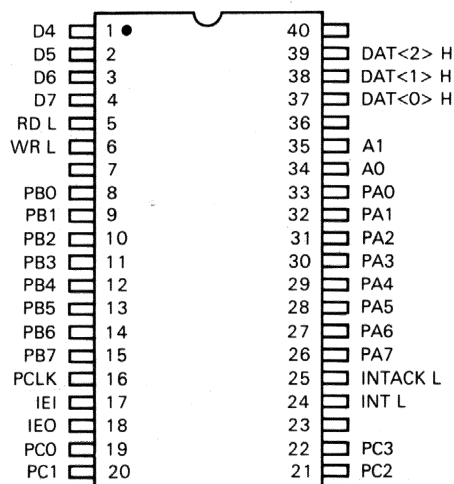 D4 1 40
D5 2 39 DAT<2> H
D6 3 38 DAT<1> H
D7 4 37 DAT<0> H
RD L 5 36
WR L 6 35 A1
7 34 A0
PB0 8 33 PA0
PB1 9 32 PA1
PB2 10 31 PA2
PB3 11 30 PA3
PB4 12 29 PA4
PB5 13 28 PA5
PB6 14 27 PA6
PB7 15 26 PA7
PCLK 16 25 INTACK L
IEI 17 24 INT L
IEO 18 23
PC0 19 22 PC3
PC1 20 21 PC2